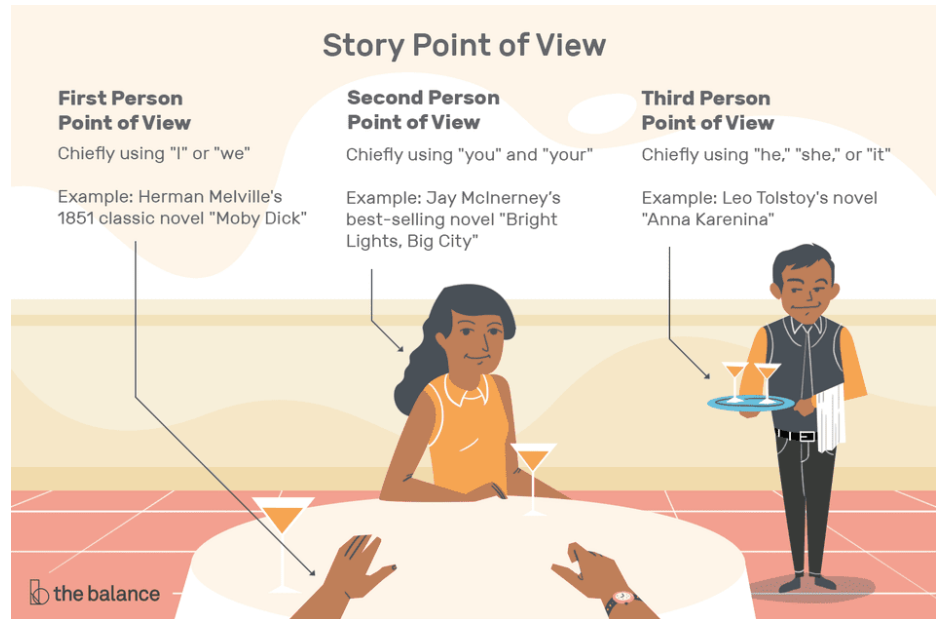 Story Point of View
First Person
Point of View
Chiefly using "I" or "we"
Example: Herman Melville's
1851 classic novel "Moby Dick"
Second Person
Point of View
Chiefly using "you" and "your"
Example: Jay McInerney’s
best-selling novel "Bright
Lights, Big City"
Third Person
Point of View
Chiefly using "he," "she," or "it"
Example: Leo Tolstoy's novel
"Anna Karenina"
the balance